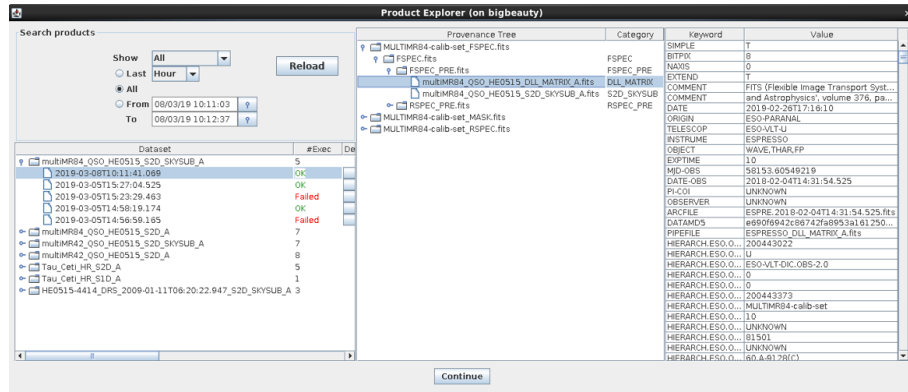 Product Explorer (on bigbeauty)
Search products
Show All
Last Hour
All
From 08/03/19 10:11:03
To 08/03/19 10:12:37
Reload
Dataset #Exec De
multiMR84_QSO_HE0515_S2D_SKYSUB_A 5
2019-03-08T10:11:41.069 OK
2019-03-05T15:27:04.525 OK
2019-03-05T15:23:29.463 Failed
2019-03-05T14:58:19.174 OK
2019-03-05T14:56:59.165 Failed
multiMR84_QSO_HE0515_S2D_A 7
multiMR42_QSO_HE0515_S2D_SKYSUB_A 7
multiMR42_QSO_HE0515_S2D_A 8
Tau_Ceti_HR_S2D_A 5
Tau_Ceti_HR_S1D_A 1
HE0515-4414_DRS_2009-01-11T06:20:22.947_S2D_SKYSUB_A 3
Provenance Tree Category
MULTIMR84-calib-set_FSPEC.fits
FSPEC.fits FSPEC
FSPEC_PRE.fits FSPEC_PRE
multiMR84_QSO_HE0515_DLL_MATRIX_A.fits DLL_MATRIX
multiMR84_QSO_HE0515_S2D_SKYSUB_A.fits S2D_SKYSUB
RSPEC_PRE.fits RSPEC_PRE
MULTIMR84-calib-set_MASK.fits
MULTIMR84-calib-set_RSPEC.fits
Keyword Value
SIMPLE T
BITPIX 8
NAXIS 0
EXTEND T
COMMENT FITS (Flexible Image Transport Syst...
COMMENT and Astrophysics', volume 376, pa...
DATE 2019-02-26T17:16:10
ORIGIN ESO-PARANAL
TELESCOP ESO-VLT-U
INSTRUME ESPRESSO
OBJECT WAVE,THAR,FP
EXPTIME 10
MJD-OBS 58153.60549219
DATE-OBS 2018-02-04T14:31:54.525
PI-COI UNKNOWN
OBSERVER UNKNOWN
ARCFILE ESPRE.2018-02-04T14:31:54.525.fits
DATAMD5 e690f6942c86742fa8953a161250...
PIPEFILE ESPRESSO_DLL_MATRIX_A.fits
HIERARCH.ESO.O... 200443022
HIERARCH.ESO.O... U
HIERARCH.ESO.O... ESO-VLT-DIC.OBS-2.0
HIERARCH.ESO.O... 0
HIERARCH.ESO.O... 0
HIERARCH.ESO.O... 200443373
HIERARCH.ESO.O... MULTIMR84-calib-set
HIERARCH.ESO.O... 10
HIERARCH.ESO.O... UNKNOWN
HIERARCH.ESO.O... 81501
HIERARCH.ESO.O... UNKNOWN
HIERARCH.ESO.O... 60.A-9128(C)
Continue